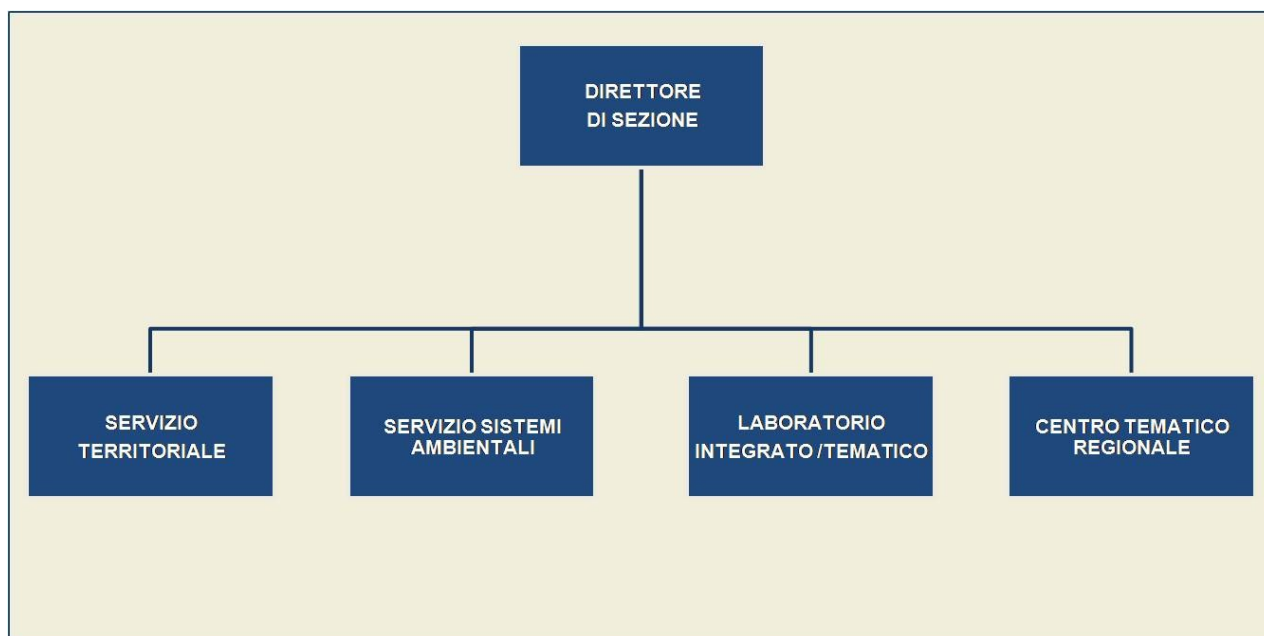 DIRETTORE
DI SEZIONE
SERVIZIO
TERRITORIALE
SERVIZIO SISTEMI
AMBIENTALI
LABORATORIO
INTEGRATO/TEMATICO
CENTRO TEMATICO
REGIONALE